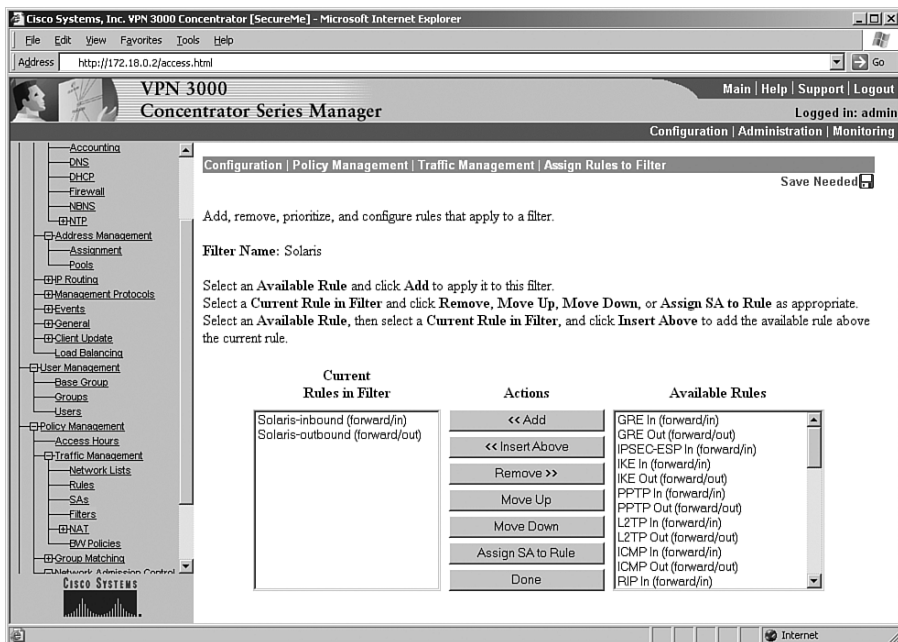 Cisco Systems, Inc. VPN 3000 Concentrator [SecureMe] - Microsoft Internet Explorer
File Edit View Favorites Tools Help
Address http://172.18.0.2/access.html Go
VPN 3000
Concentrator Series Manager
Main | Help | Support | Logout
Logged in: admin
Configuration | Administration | Monitoring
Accounting
DNS
DHCP
Firewall
NBNS
NTP
Address Management
Assignment
Pools
IP Routing
Management Protocols
Events
General
Client Update
Load Balancing
User Management
Base Group
Groups
Users
Policy Management
Access Hours
Traffic Management
Network Lists
Rules
SAs
Filters
NAT
BW Policies
Group Matching
Network Admission Control
CISCO SYSTEMS
Configuration | Policy Management | Traffic Management | Assign Rules to Filter
Save Needed
Add, remove, prioritize, and configure rules that apply to a filter.
Filter Name: Solaris
Select an Available Rule and click Add to apply it to this filter.
Select a Current Rule in Filter and click Remove, Move Up, Move Down, or Assign SA to Rule as appropriate.
Select an Available Rule, then select a Current Rule in Filter, and click Insert Above to add the available rule above
the current rule.
Current
Rules in Filter
Solaris-inbound (forward/in)
Solaris-outbound (forward/out)
Actions
<< Add
<< Insert Above
Remove >>
Move Up
Move Down
Assign SA to Rule
Done
Available Rules
GRE In (forward/in)
GRE Out (forward/out)
IPSEC-ESP In (forward/in)
IKE In (forward/in)
IKE Out (forward/out)
PPTP In (forward/in)
PPTP Out (forward/out)
L2TP In (forward/in)
L2TP Out (forward/out)
ICMP In (forward/in)
ICMP Out (forward/out)
RIP In (forward/in)
Internet